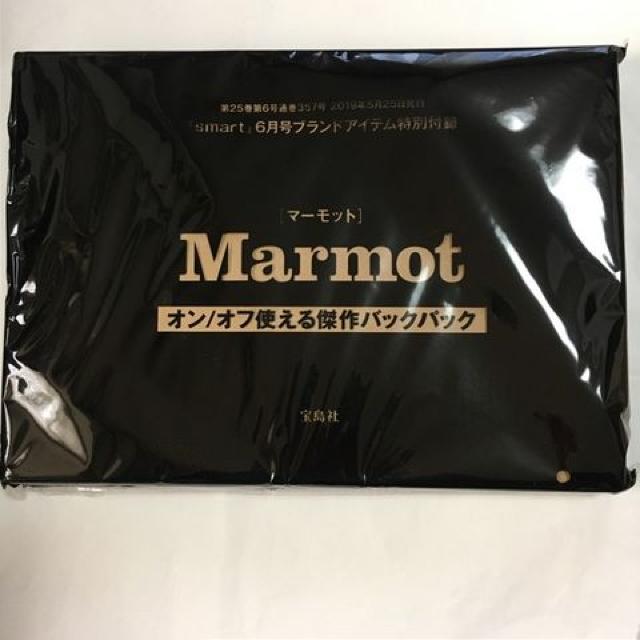 第25巻第6号通巻357号 2019年5月25日発行
『smart』6月号ブランドアイテム特別付録
[マーモット]
Marmot
オン/オフ使える傑作バックパック
宝島社